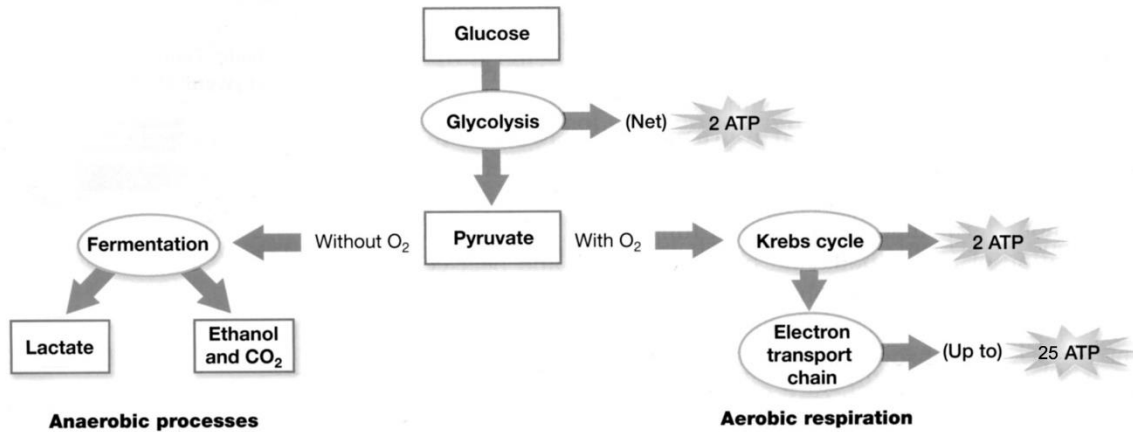 Glucose
Glycolysis
(Net)
2 ATP
Fermentation
Without O₂
Pyruvate
With O₂
Krebs cycle
2 ATP
Lactate
Ethanol
and CO₂
Electron
transport
chain
(Up to)
25 ATP
Anaerobic processes
Aerobic respiration